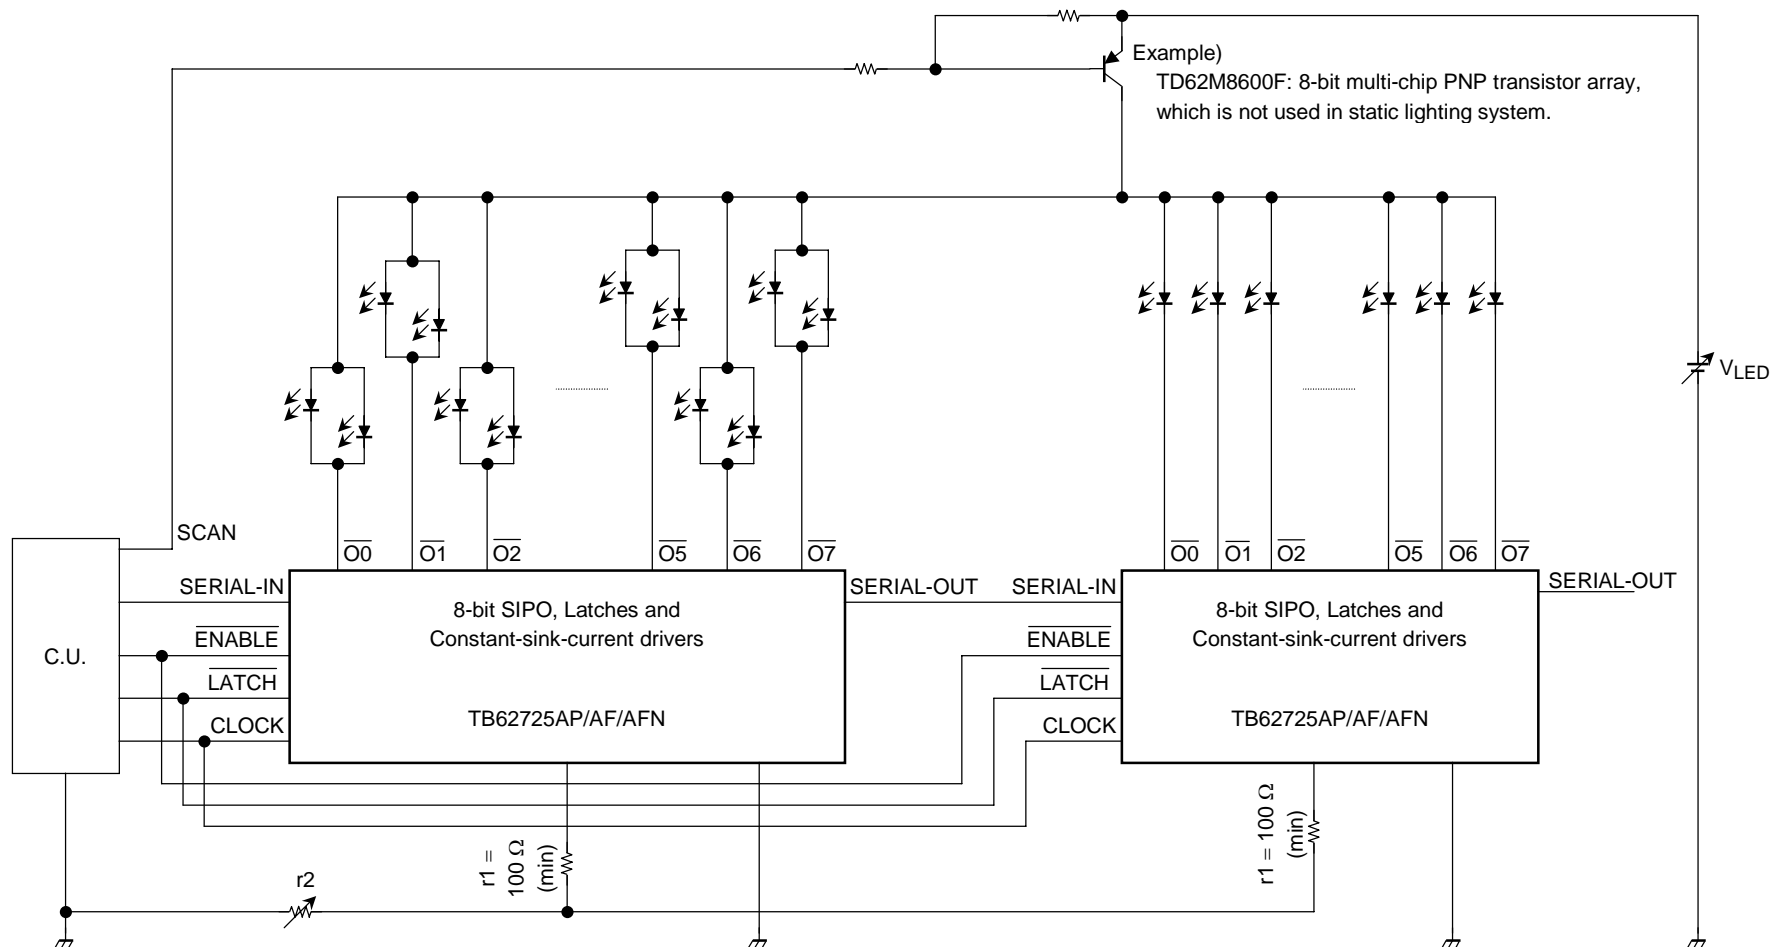 Example)
TD62M8600F: 8-bit multi-chip PNP transistor array,
which is not used in static lighting system.
VLED
SCAN
O0 O1 O2 O5 O6 O7
O0 O1 O2 O5 O6 O7
C.U.
SERIAL-IN
ENABLE
LATCH
CLOCK
8-bit SIPO, Latches and
Constant-sink-current drivers
TB62725AP/AF/AFN
SERIAL-OUT
SERIAL-IN
ENABLE
LATCH
CLOCK
8-bit SIPO, Latches and
Constant-sink-current drivers
TB62725AP/AF/AFN
SERIAL-OUT
r1 =
100 Ω
(min)
r1 = 100 Ω
(min)
r2